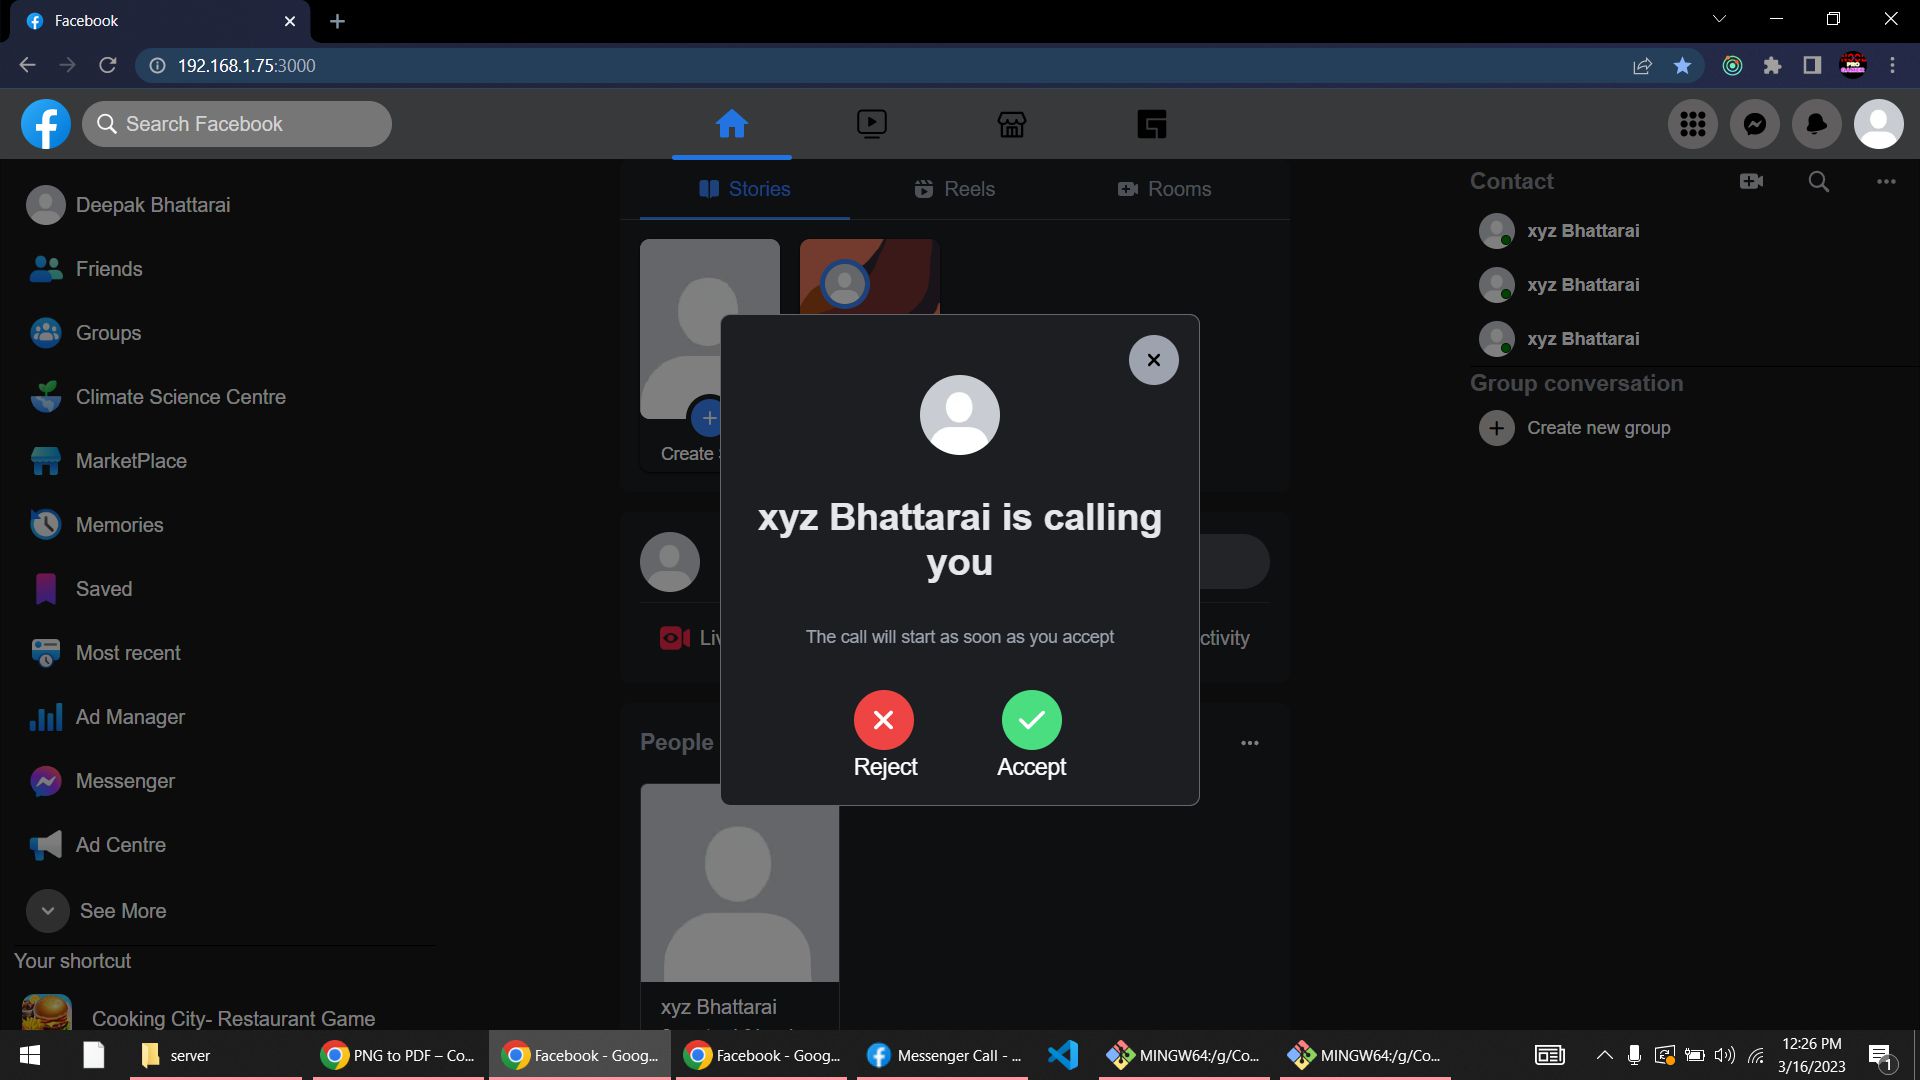 Facebook
192.168.1.75:3000
Search Facebook
Deepak Bhattarai
Friends
Groups
Climate Science Centre
MarketPlace
Memories
Saved
Most recent
Ad Manager
Messenger
Ad Centre
See More
Your shortcut
Cooking City- Restaurant Game
Stories
Reels
Rooms
Create
Liv
ctivity
People
xyz Bhattarai
xyz Bhattarai is calling
you
The call will start as soon as you accept
Reject
Accept
Contact
xyz Bhattarai
xyz Bhattarai
xyz Bhattarai
Group conversation
Create new group
server
PNG to PDF – Co...
Facebook - Goog...
Facebook - Goog...
Messenger Call - ...
MINGW64:/g/Co...
MINGW64:/g/Co...
12:26 PM
3/16/2023
1